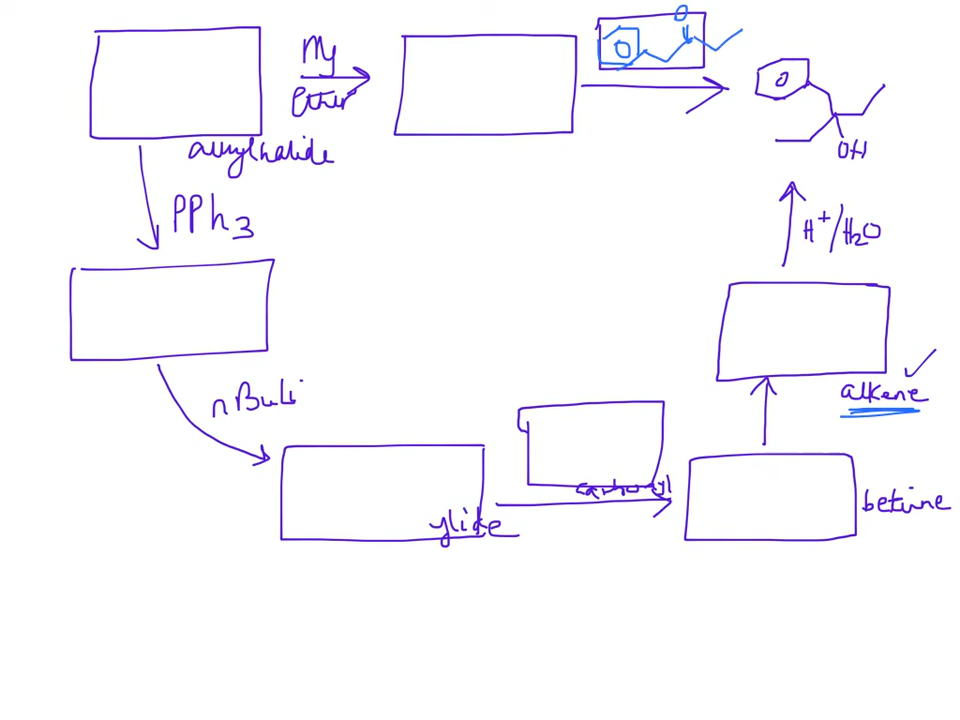 O
Mg
Ether
OH
alkylhalide
PPh3
H+/H2O
nBuli
alkene
carbonyl
ylide
betaine